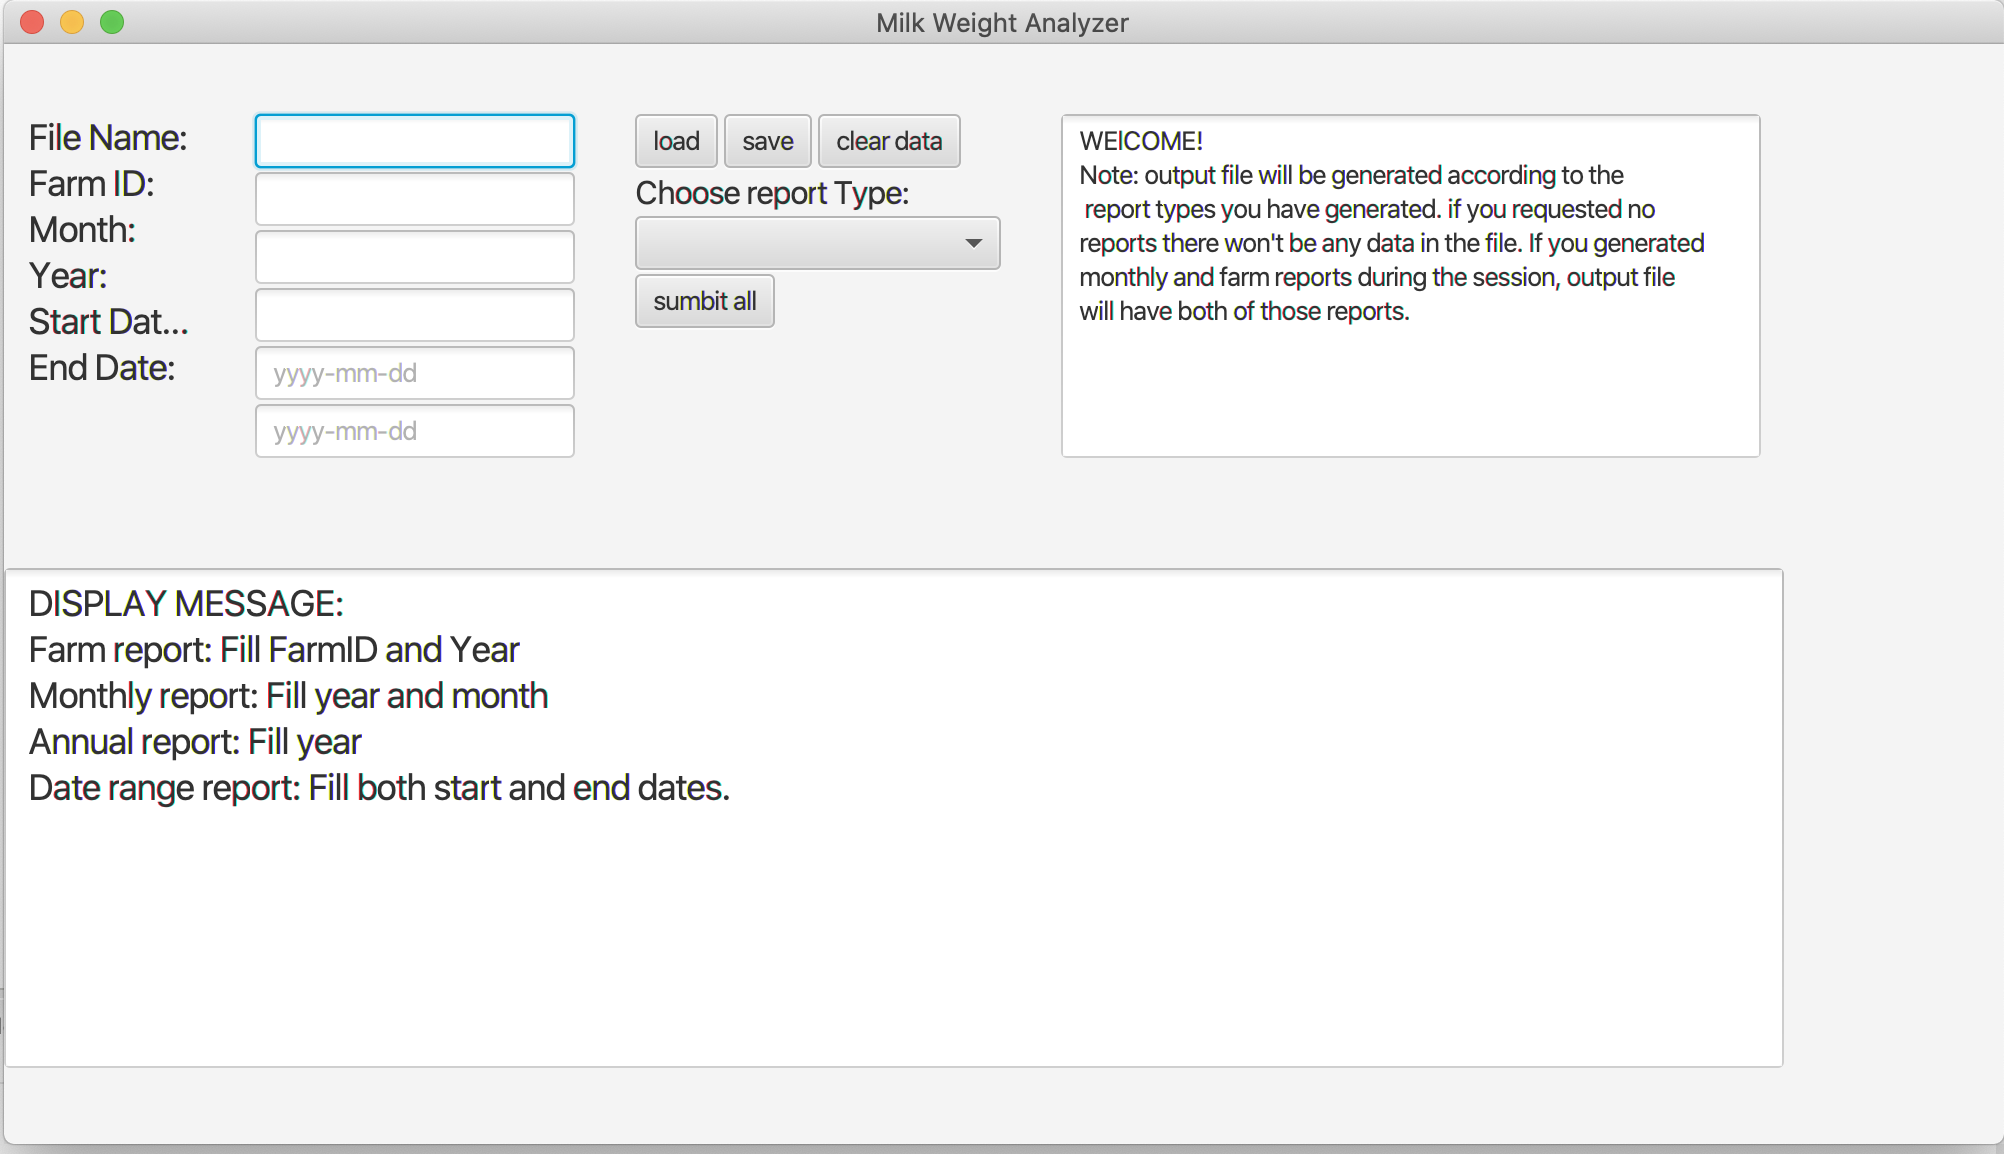 Milk Weight Analyzer
File Name:
Farm ID:
Month:
Year:
Start Dat...
End Date:
yyyy-mm-dd
yyyy-mm-dd
load
save
clear data
Choose report Type:
sumbit all
WElCOME!
Note: output file will be generated according to the
report types you have generated. if you requested no
reports there won't be any data in the file. If you generated
monthly and farm reports during the session, output file
will have both of those reports.
DISPLAY MESSAGE:
Farm report: Fill FarmID and Year
Monthly report: Fill year and month
Annual report: Fill year
Date range report: Fill both start and end dates.